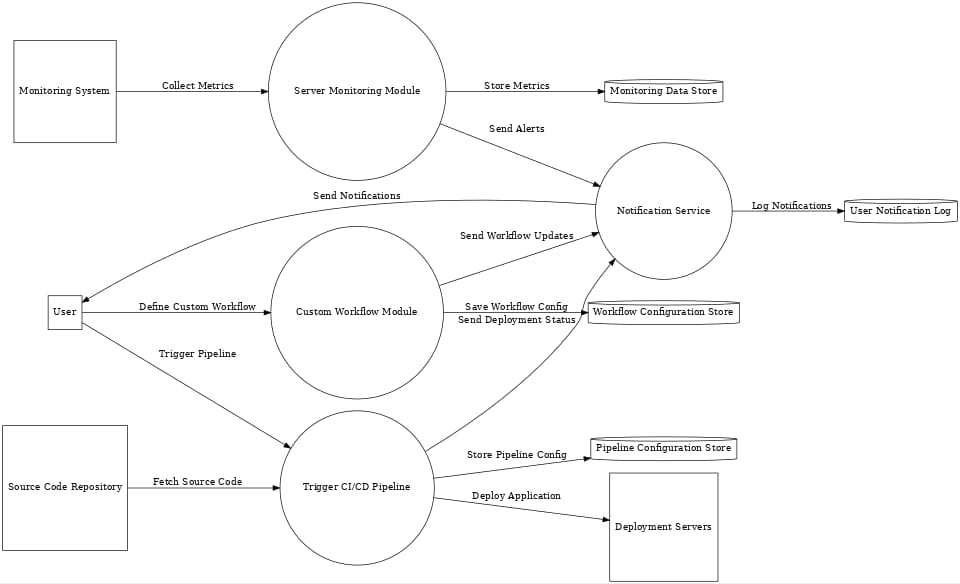 Monitoring System
Collect Metrics
Server Monitoring Module
Store Metrics
Monitoring Data Store
Send Alerts
Send Notifications
Notification Service
Log Notifications
User Notification Log
Send Workflow Updates
User
Define Custom Workflow
Custom Workflow Module
Save Workflow Config
Send Deployment Status
Workflow Configuration Store
Trigger Pipeline
Source Code Repository
Fetch Source Code
Trigger CI/CD Pipeline
Store Pipeline Config
Pipeline Configuration Store
Deploy Application
Deployment Servers